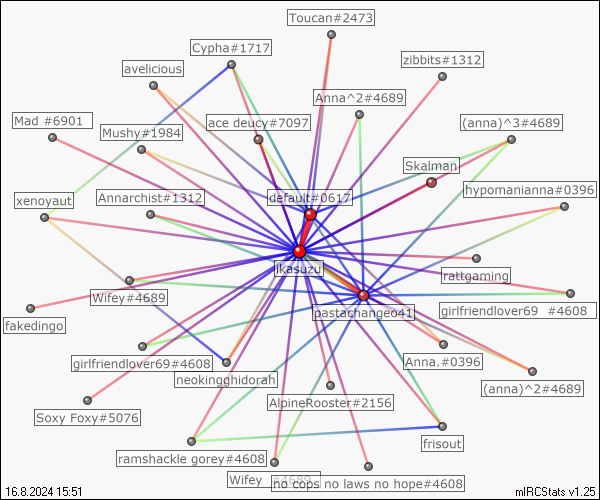 Toucan#2473
Cypha#1717
zibbits#1312
avelicious
Anna^2#4689
Mad #6901
ace deucy#7097
(anna)^3#4689
Mushy#1984
Skalman
hypomanianna#0396
xenoyaut
Annarchist#1312
default#0617
ikasuzu
rattgaming
Wifey#4689
pastachangeo41
girlfriendlover69 #4608
fakedingo
girlfriendlover69#4608
Anna.#0396
neokingghidorah
(anna)^2#4689
AlpineRooster#2156
Soxy Foxy#5076
frisout
ramshackle gorey#4608
Wifey #4689
no cops no laws no hope#4608
16.8.2024 15:51
mIRCStats v1.25